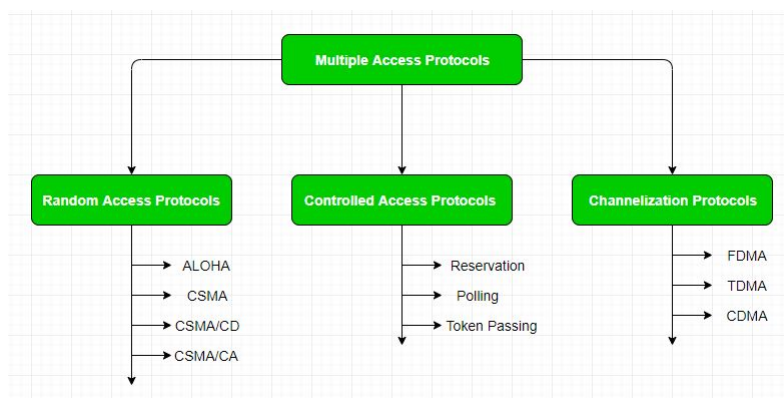 Multiple Access Protocols
Random Access Protocols
Controlled Access Protocols
Channelization Protocols
ALOHA
CSMA
CSMA/CD
CSMA/CA
Reservation
Polling
Token Passing
FDMA
TDMA
CDMA